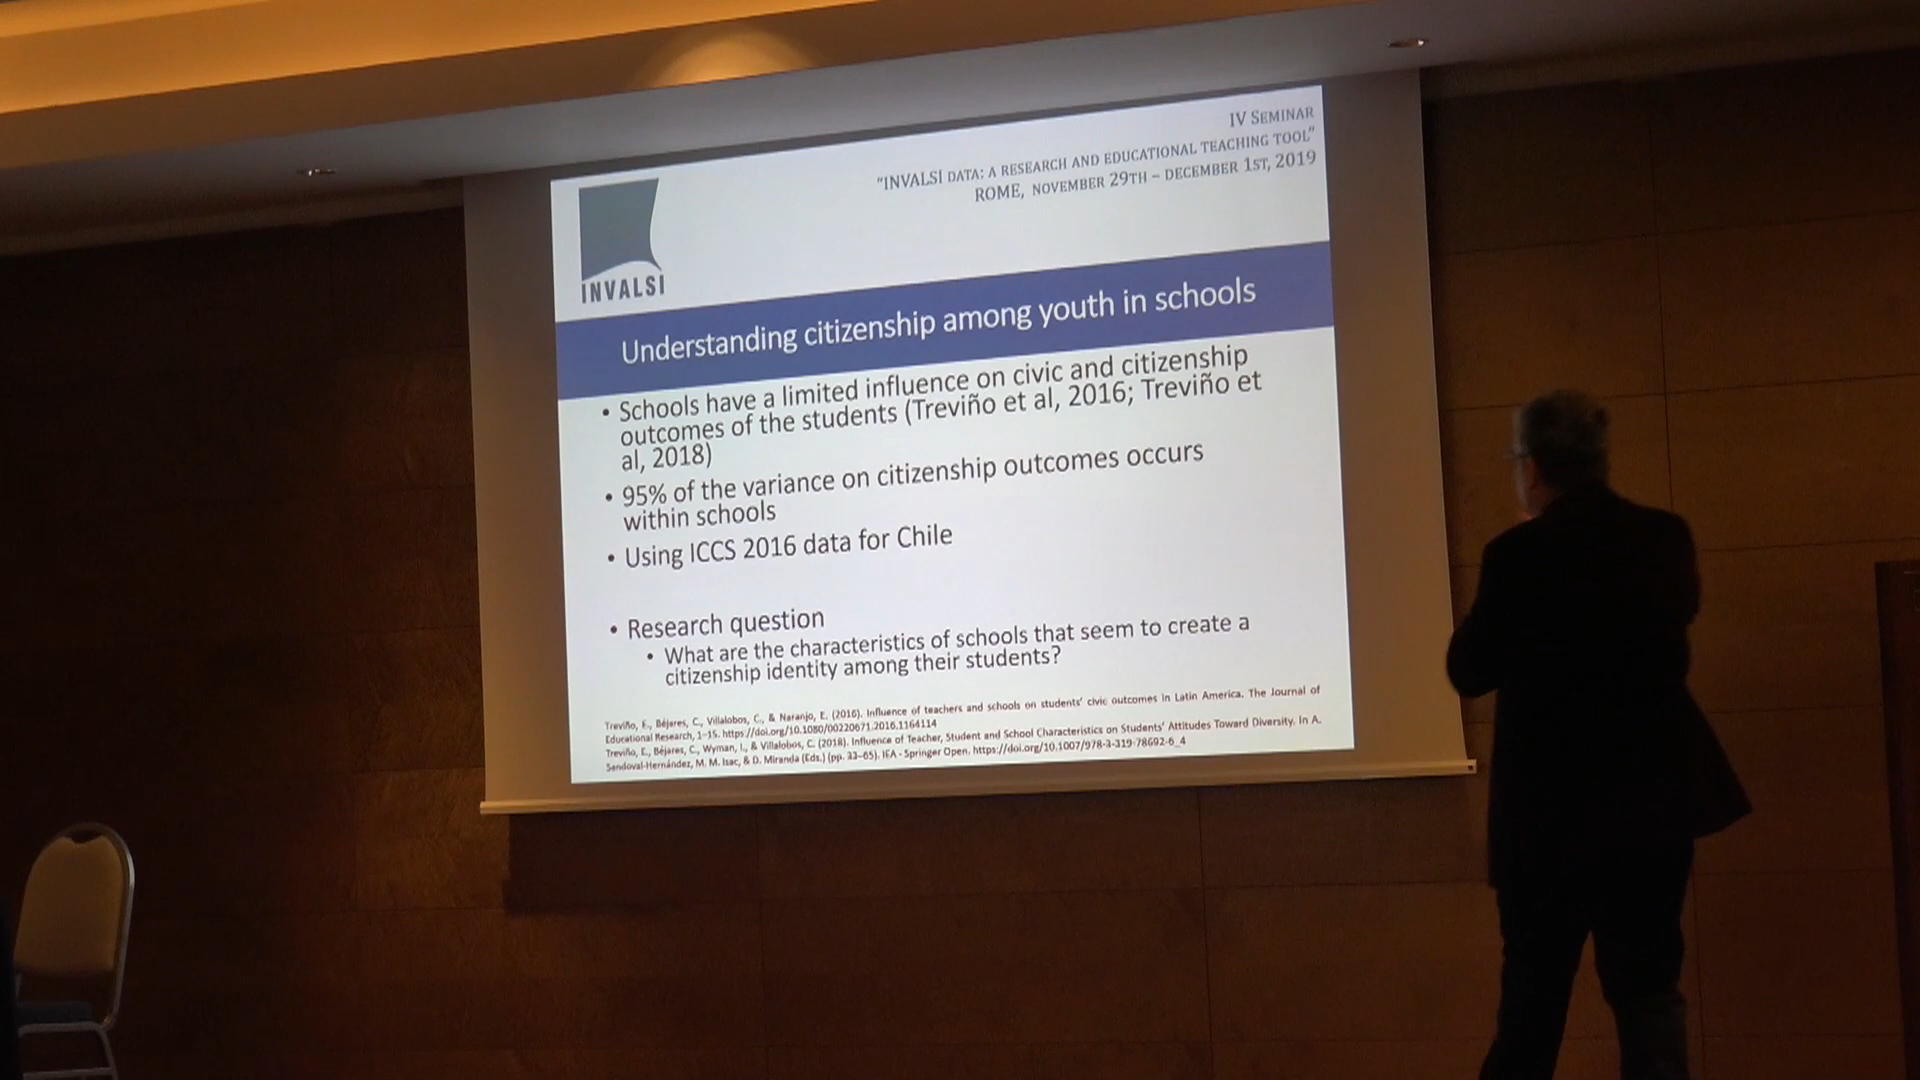 IV SEMINAR
"INVALSI DATA: A RESEARCH AND EDUCATIONAL TEACHING TOOL"
ROME, NOVEMBER 29TH – DECEMBER 1ST, 2019
INVALSI
Understanding citizenship among youth in schools
• Schools have a limited influence on civic and citizenship
outcomes of the students (Treviño et al, 2016; Treviño et
al, 2018)
• 95% of the variance on citizenship outcomes occurs
within schools
• Using ICCS 2016 data for Chile
• Research question
• What are the characteristics of schools that seem to create a
citizenship identity among their students?
Treviño, E., Béjares, C., Villalobos, C., & Naranjo, E. (2016). Influence of teachers and schools on students' civic outcomes in Latin America. The Journal of
Educational Research, 1–15. https://doi.org/10.1080/00220671.2016.1164114
Treviño, E., Béjares, C., Wyman, I., & Villalobos, C. (2018). Influence of Teacher, Student and School Characteristics on Students' Attitudes Toward Diversity. In A.
Sandoval-Hernández, M. M. Isac, & D. Miranda (Eds.) (pp. 33–65). IEA - Springer Open. https://doi.org/10.1007/978-3-319-78692-6_4